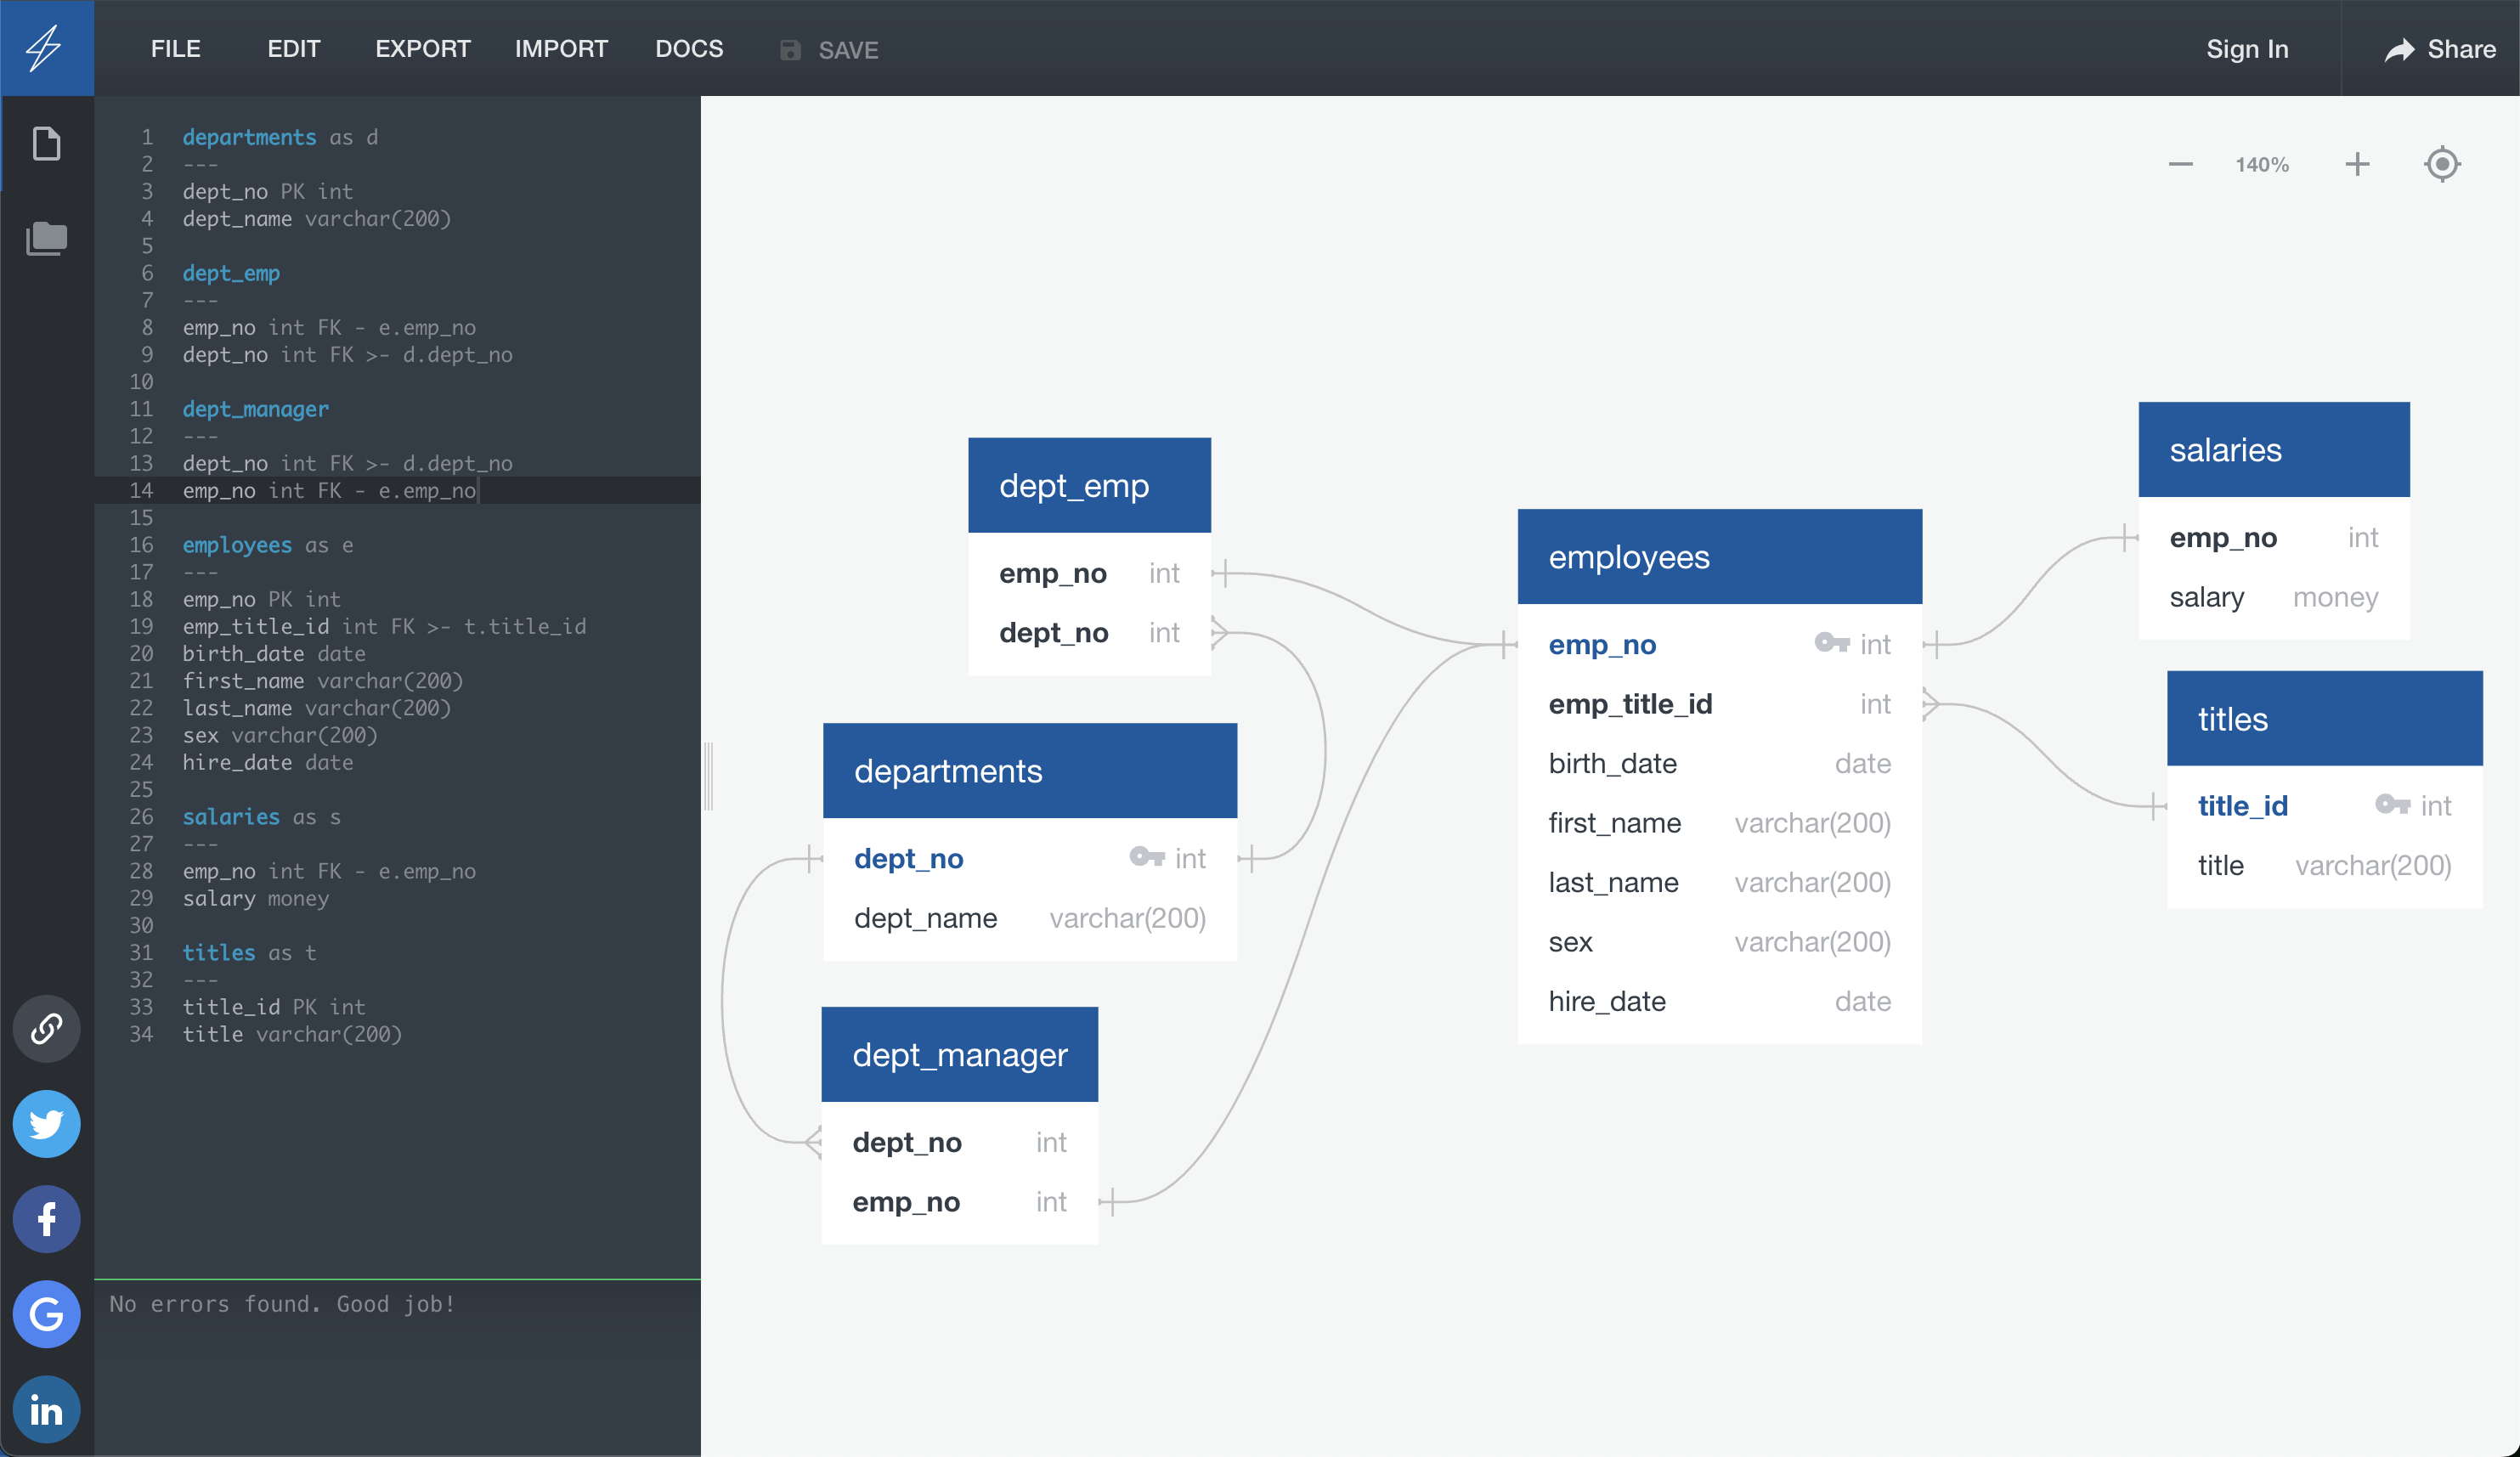 FILE EDIT EXPORT IMPORT DOCS SAVE Sign In Share
1 departments as d
2 ---
3 dept_no PK int
4 dept_name varchar(200)
5
6 dept_emp
7 ---
8 emp_no int FK - e.emp_no
9 dept_no int FK >- d.dept_no
10
11 dept_manager
12 ---
13 dept_no int FK >- d.dept_no
14 emp_no int FK - e.emp_no
15
16 employees as e
17 ---
18 emp_no PK int
19 emp_title_id int FK >- t.title_id
20 birth_date date
21 first_name varchar(200)
22 last_name varchar(200)
23 sex varchar(200)
24 hire_date date
25
26 salaries as s
27 ---
28 emp_no int FK - e.emp_no
29 salary money
30
31 titles as t
32 ---
33 title_id PK int
34 title varchar(200)
No errors found. Good job!
140%
dept_emp
emp_no int
dept_no int
departments
dept_no int
dept_name varchar(200)
dept_manager
dept_no int
emp_no int
employees
emp_no int
emp_title_id int
birth_date date
first_name varchar(200)
last_name varchar(200)
sex varchar(200)
hire_date date
salaries
emp_no int
salary money
titles
title_id int
title varchar(200)
f
G
in